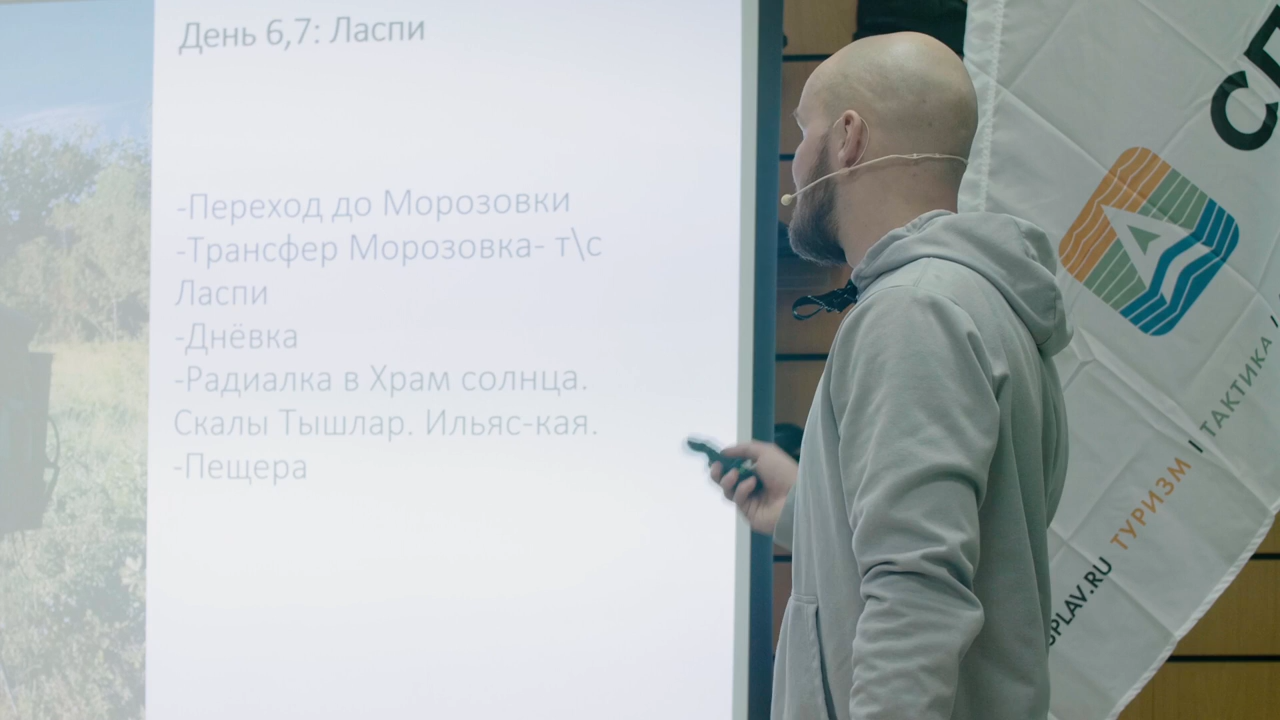 День 6,7: Ласпи
-Переход до Морозовки
-Трансфер Морозовка- т\с
Ласпи
-Днёвка
-Радиалка в Храм солнца.
Скалы Тышлар. Ильяс-кая.
-Пещера
СП
SPLAV.RU ТУРИЗМ I ТАКТИКА I